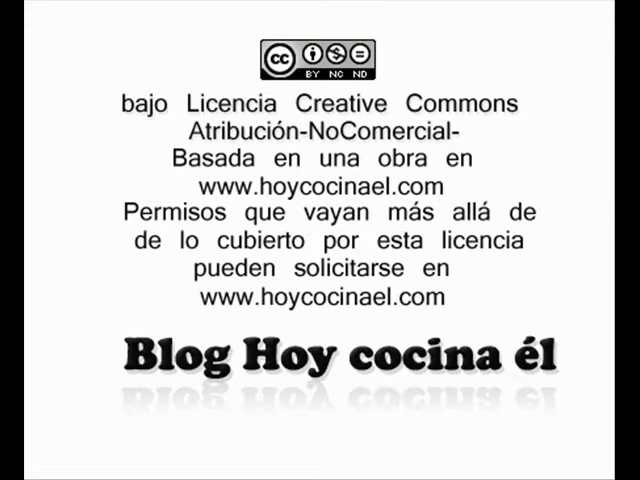 cc BY NC ND
bajo Licencia Creative Commons
Atribución-NoComercial-
Basada en una obra en
www.hoycocinael.com
Permisos que vayan más allá de
de lo cubierto por esta licencia
pueden solicitarse en
www.hoycocinael.com
Blog Hoy cocina él